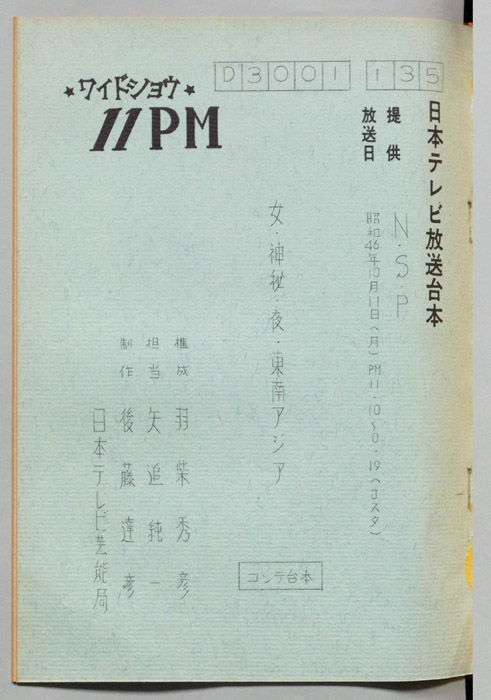 日本テレビ放送台本
D3001 135
提供 N.S.P.
放送日 昭和46年10月11日(月)PM11.10〜0.19
★ワイドショウ★
11PM
女・神秘・夜・東南アジア
コンテ台本
構成 羽柴秀彦
担当 矢追純一
制作 後藤達彦
日本テレビ芸能局